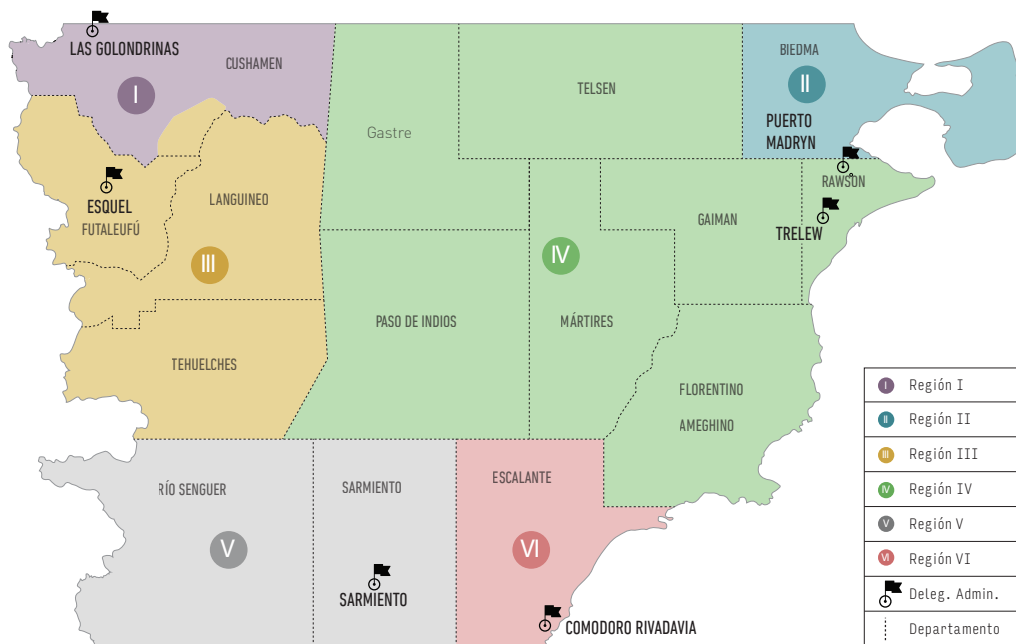 LAS GOLONDRINAS
CUSHAMEN
I
BIEDMA
II
PUERTO
MADRYN
TELSEN
Gastre
RAWSON
ESQUEL
FUTALEUFÚ
LANGUINEO
III
GAIMAN
TRELEW
IV
PASO DE INDIOS
MÁRTIRES
TEHUELCHES
FLORENTINO
AMEGHINO
RÍO SENGUER
SARMIENTO
ESCALANTE
V
VI
SARMIENTO
COMODORO RIVADAVIA
I Región I
II Región II
III Región III
IV Región IV
V Región V
VI Región VI
Deleg. Admin.
Departamento